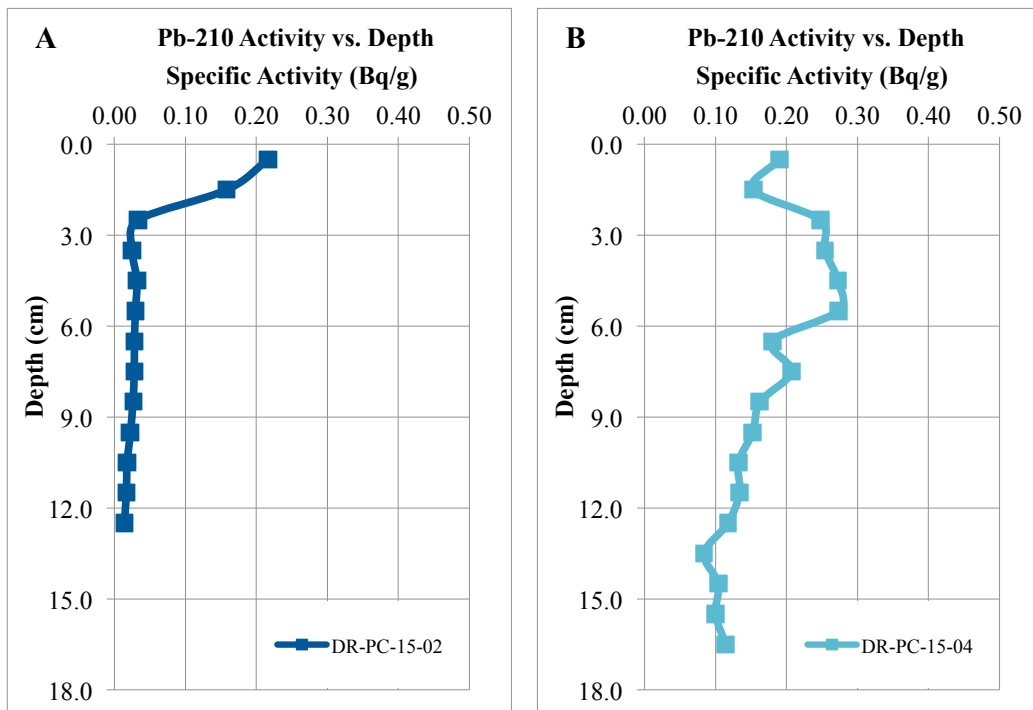 A
Pb-210 Activity vs. Depth
Specific Activity (Bq/g)
0.00 0.10 0.20 0.30 0.40 0.50
0.0
3.0
6.0
9.0
12.0
15.0
18.0
Depth (cm)
DR-PC-15-02
B
Pb-210 Activity vs. Depth
Specific Activity (Bq/g)
0.00 0.10 0.20 0.30 0.40 0.50
0.0
3.0
6.0
9.0
12.0
15.0
18.0
Depth (cm)
DR-PC-15-04